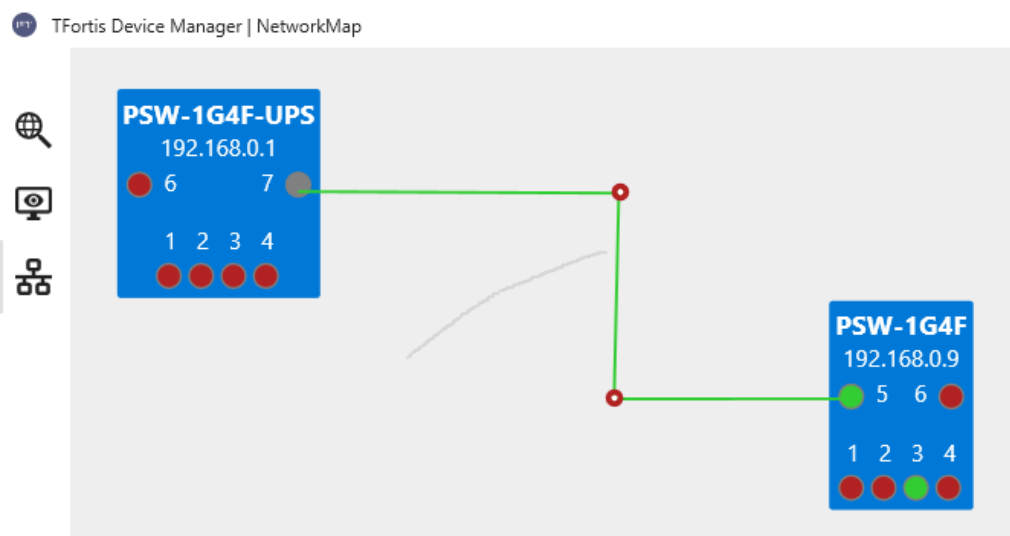 TFortis Device Manager | NetworkMap
PSW-1G4F-UPS
192.168.0.1
6 7
1 2 3 4
PSW-1G4F
192.168.0.9
5 6
1 2 3 4